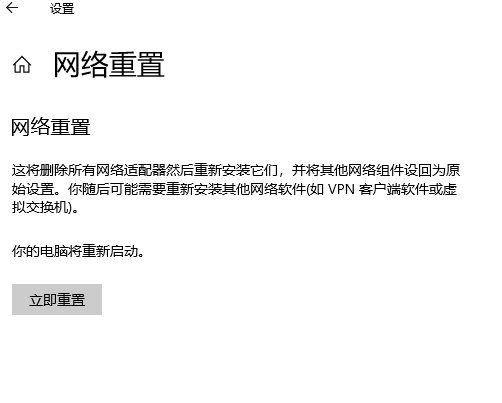 设置
网络重置
网络重置
这将删除所有网络适配器然后重新安装它们，并将其他网络组件设回为原
始设置。你随后可能需要重新安装其他网络软件(如 VPN 客户端软件或虚
拟交换机)。
你的电脑将重新启动。
立即重置